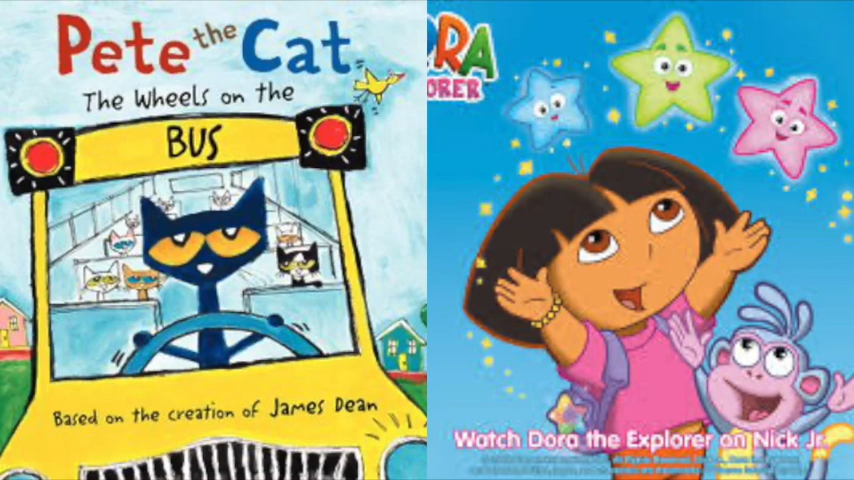 Pete the Cat
The Wheels on the
BUS
Based on the creation of James Dean
RA
ORER
Watch Dora the Explorer on Nick Jr